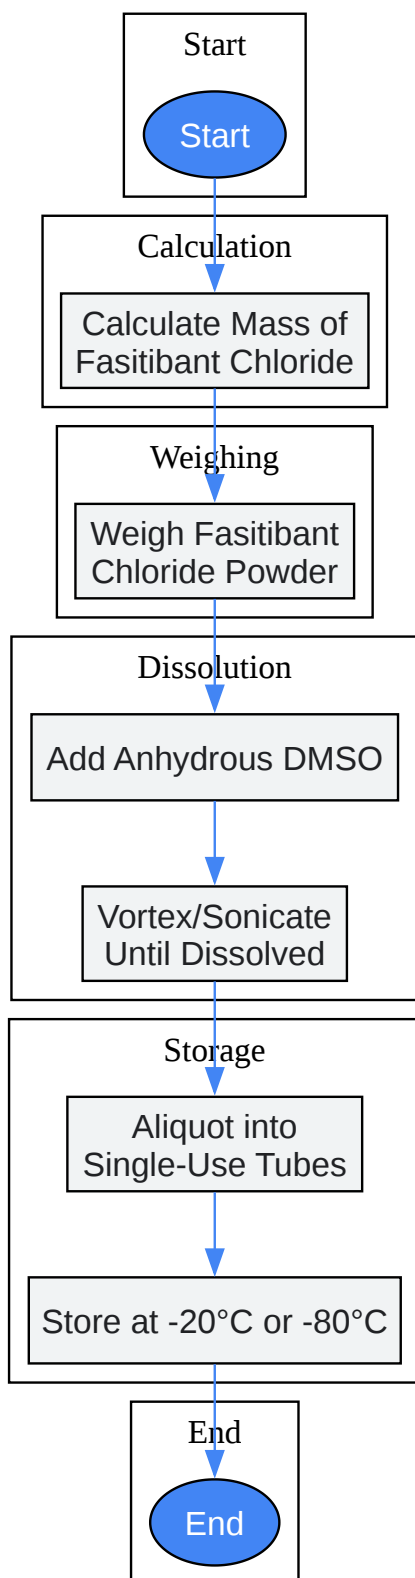 Start
Start
Calculation
Calculate Mass of
Fasitibant Chloride
Weighing
Weigh Fasitibant
Chloride Powder
Dissolution
Add Anhydrous DMSO
Vortex/Sonicate
Until Dissolved
Storage
Aliquot into
Single-Use Tubes
Store at -20°C or -80°C
End
End